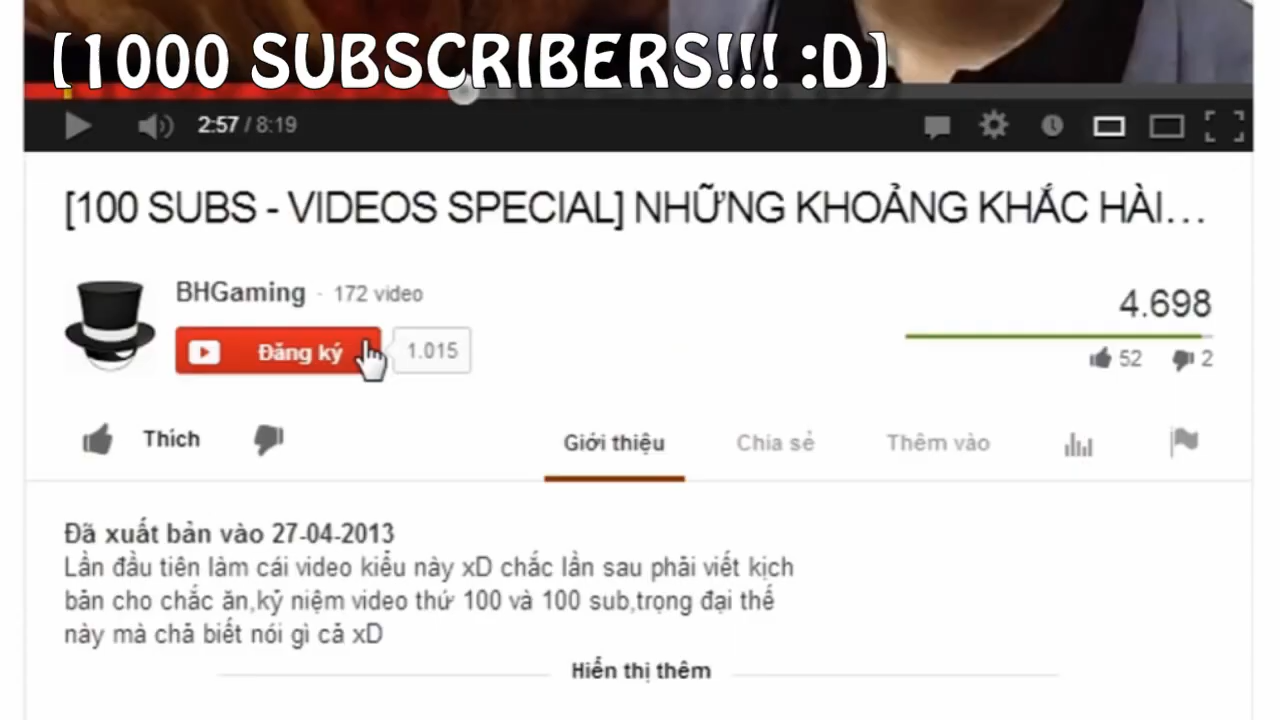 (1000 SUBSCRIBERS!!! :D)
2:57 / 8:19
[100 SUBS - VIDEOS SPECIAL] NHỮNG KHOẢNG KHẮC HÀI...
BHGaming - 172 video
4.698
Đăng ký 1.015
52 2
Thích Giới thiệu Chia sẻ Thêm vào
Đã xuất bản vào 27-04-2013
Lần đầu tiên làm cái video kiểu này xD chắc lần sau phải viết kịch
bản cho chắc ăn,kỷ niệm video thứ 100 và 100 sub,trọng đại thế
này mà chả biết nói gì cả xD
Hiển thị thêm